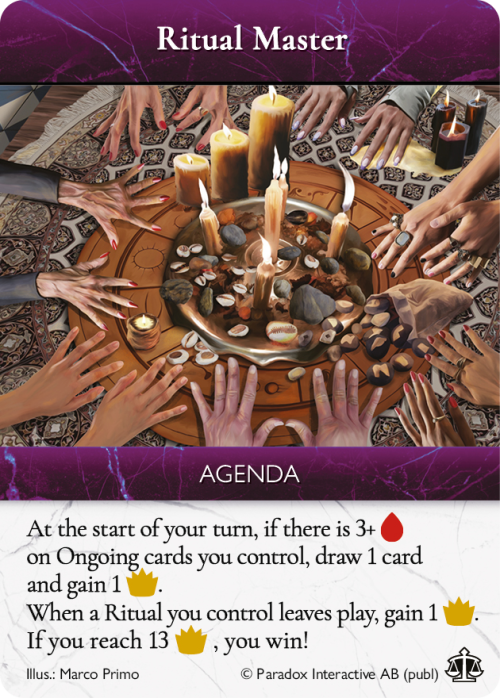 Ritual Master
AGENDA
At the start of your turn, if there is 3+
on Ongoing cards you control, draw 1 card
and gain 1 .
When a Ritual you control leaves play, gain 1 .
If you reach 13 , you win!
Illus.: Marco Primo © Paradox Interactive AB (publ)